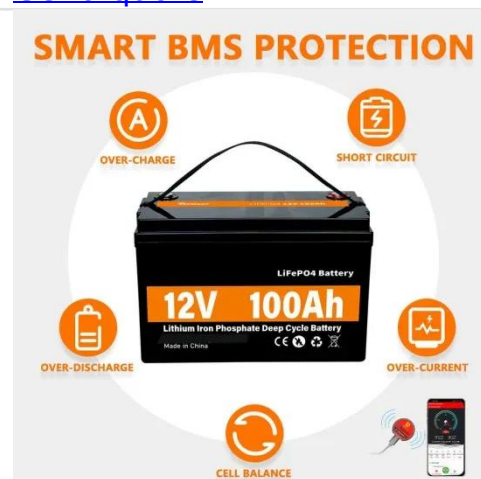 SMART BMS PROTECTION
OVER-CHARGE
SHORT CIRCUIT
LiFePO4 Battery
12V 100Ah
Lithium Iron Phosphate Deep Cycle Battery
Made in China
CE
OVER-DISCHARGE
OVER-CURRENT
CELL BALANCE